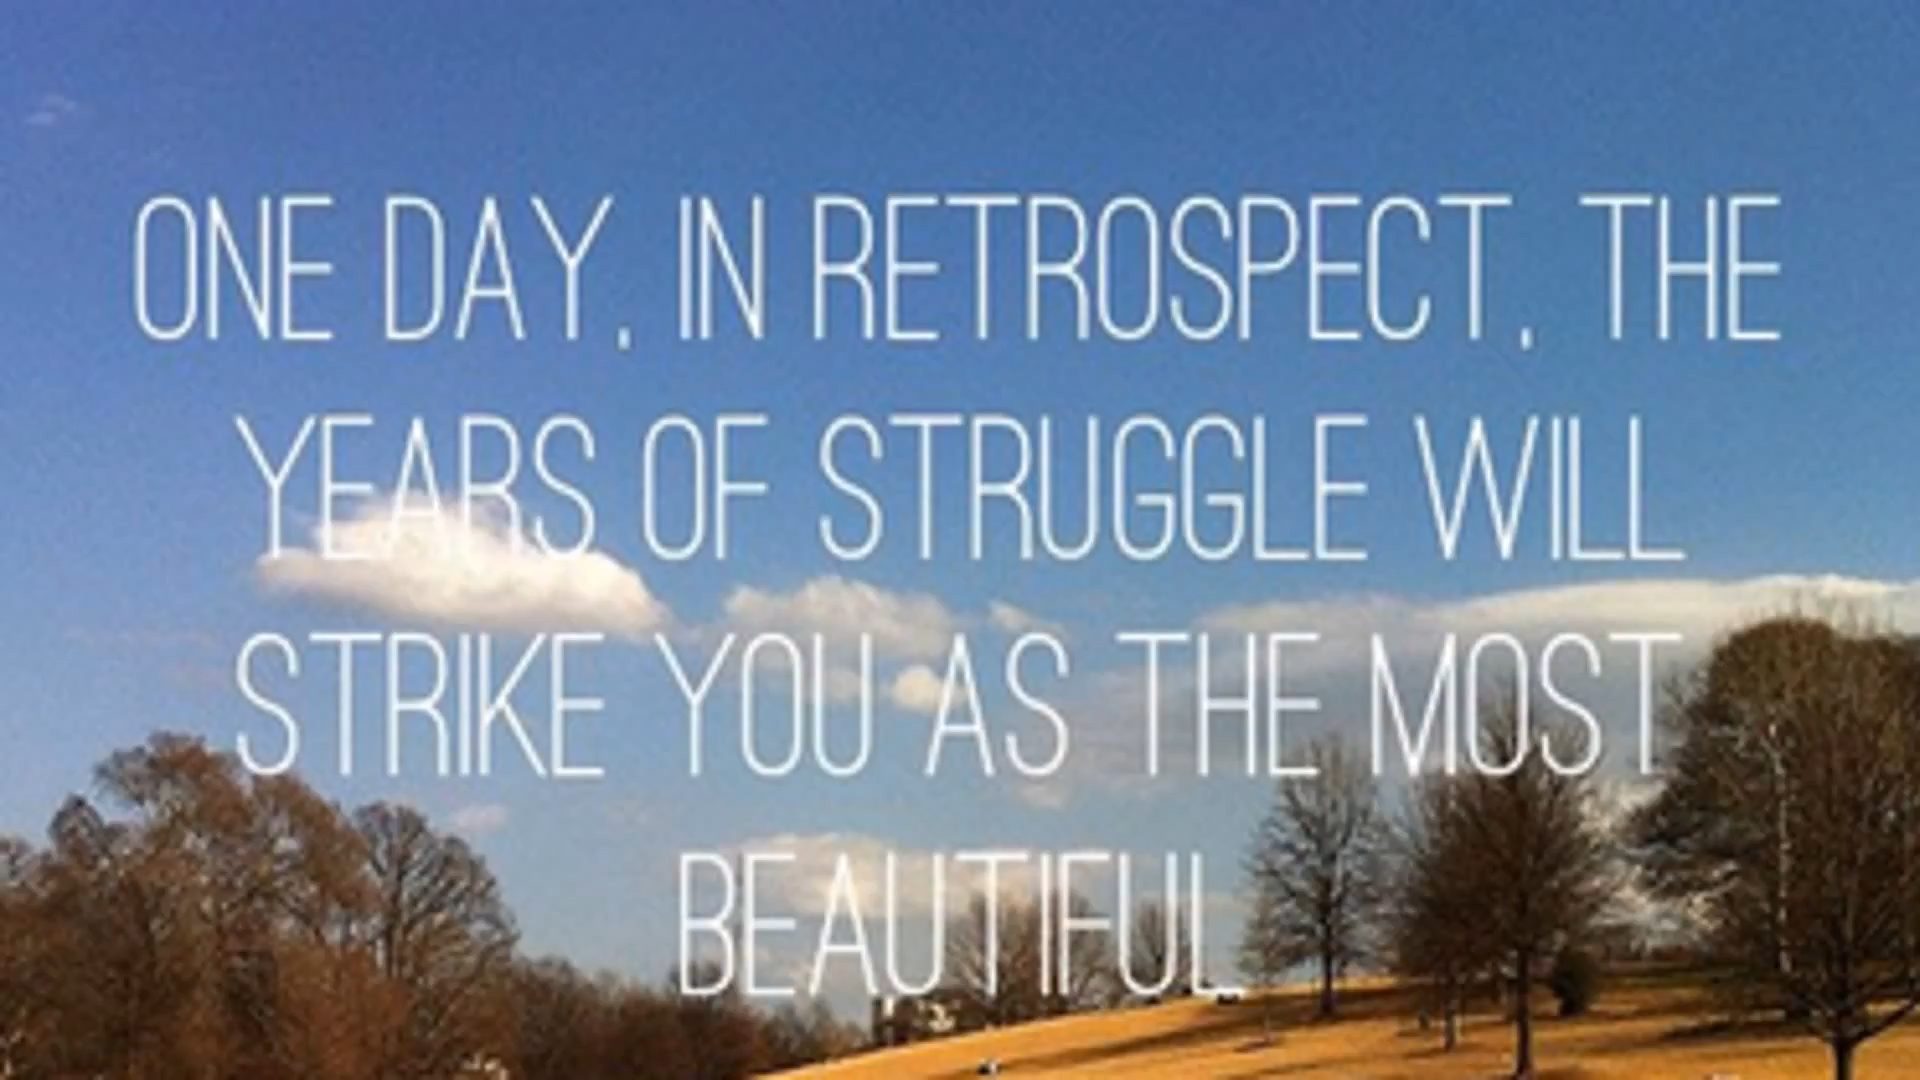 ONE DAY, IN RETROSPECT, THE
YEARS OF STRUGGLE WILL
STRIKE YOU AS THE MOST
BEAUTIFUL